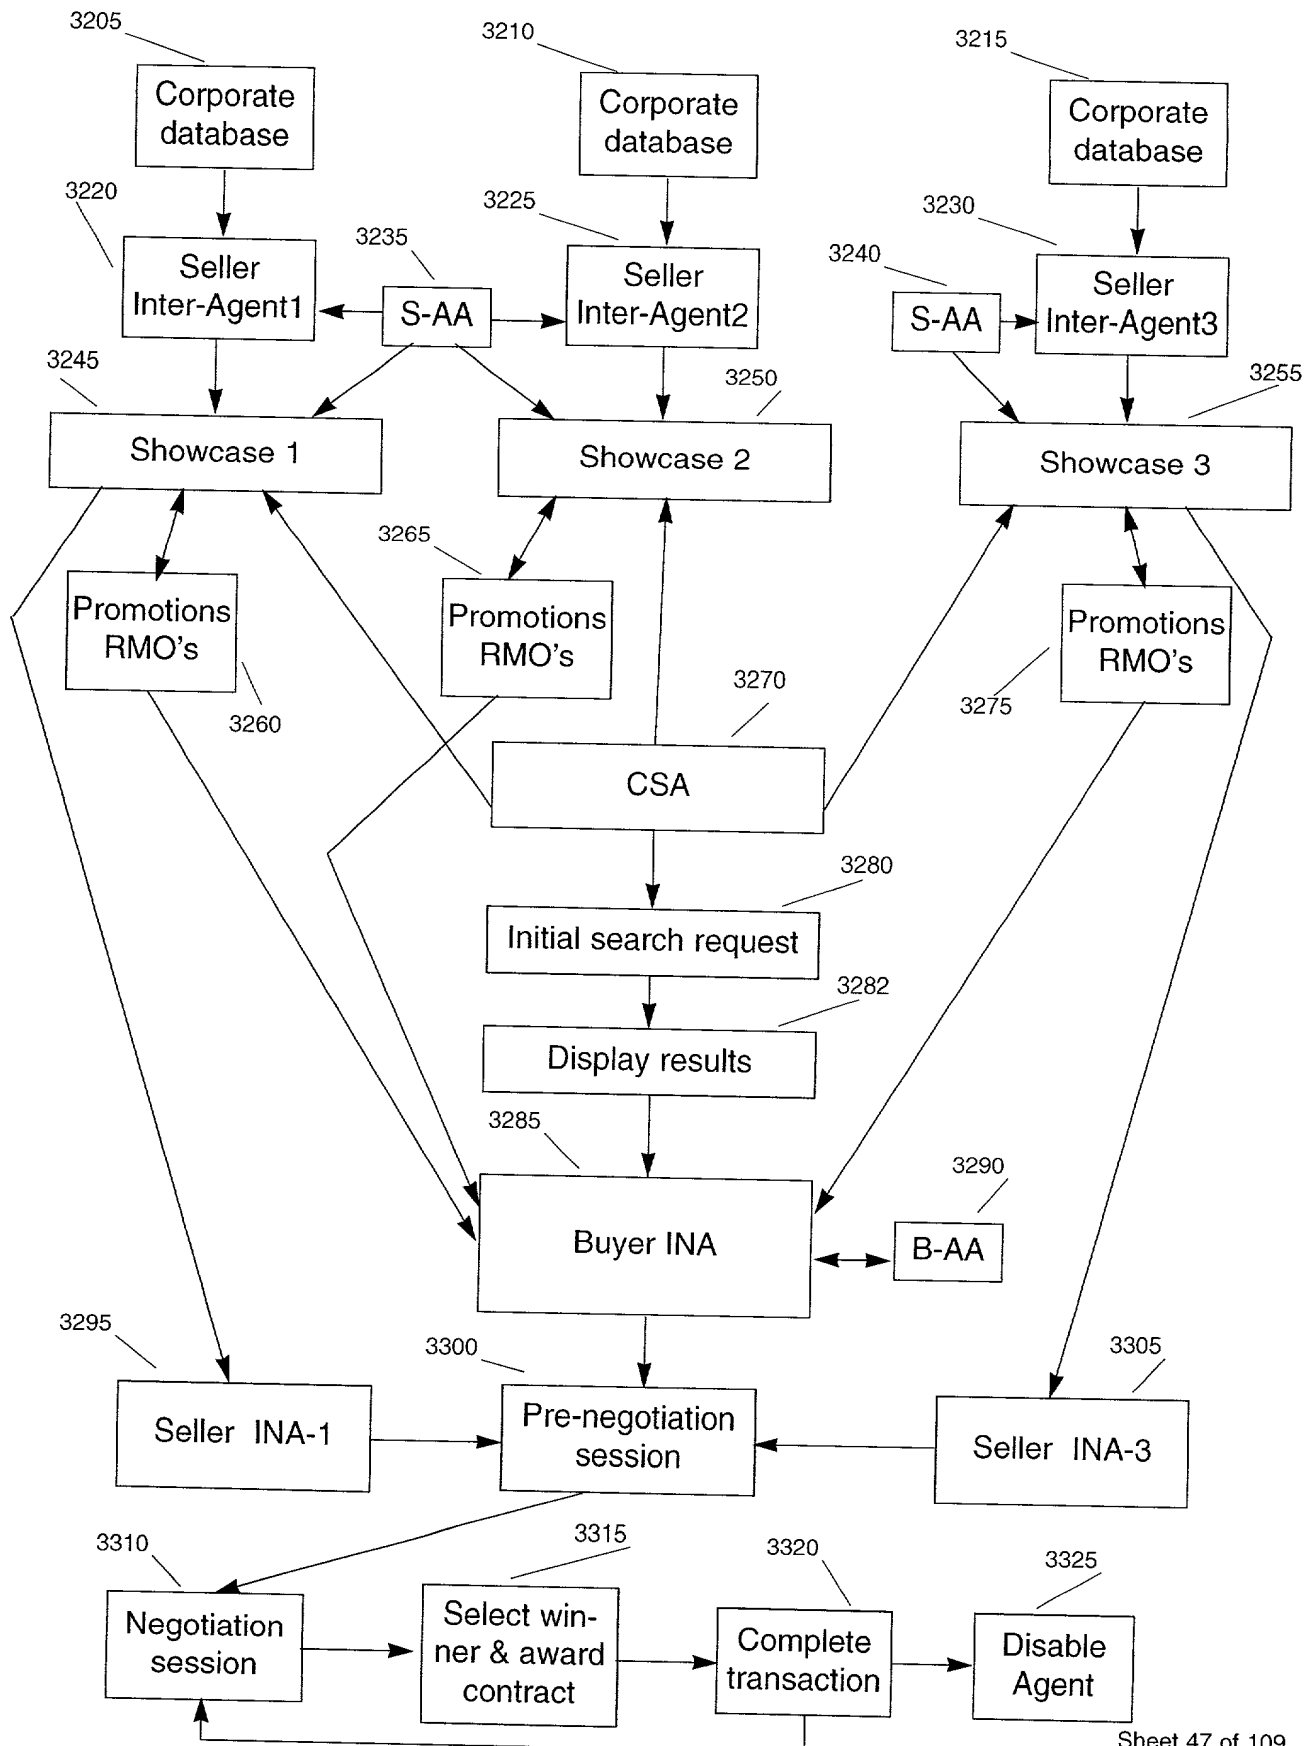 3205
3210
3215
Corporate
database
Corporate
database
Corporate
database
3220
3225
3230
3235
3240
Seller
Inter-Agent1
S-AA
Seller
Inter-Agent2
S-AA
Seller
Inter-Agent3
3245
3250
3255
Showcase 1
Showcase 2
Showcase 3
3265
Promotions
RMO's
Promotions
RMO's
Promotions
RMO's
3260
3270
3275
CSA
3280
Initial search request
3282
Display results
3285
3290
Buyer INA
B-AA
3295
3300
3305
Seller INA-1
Pre-negotiation
session
Seller INA-3
3310
3315
3320
3325
Negotiation
session
Select win-
ner & award
contract
Complete
transaction
Disable
Agent
Sheet 47 of 109